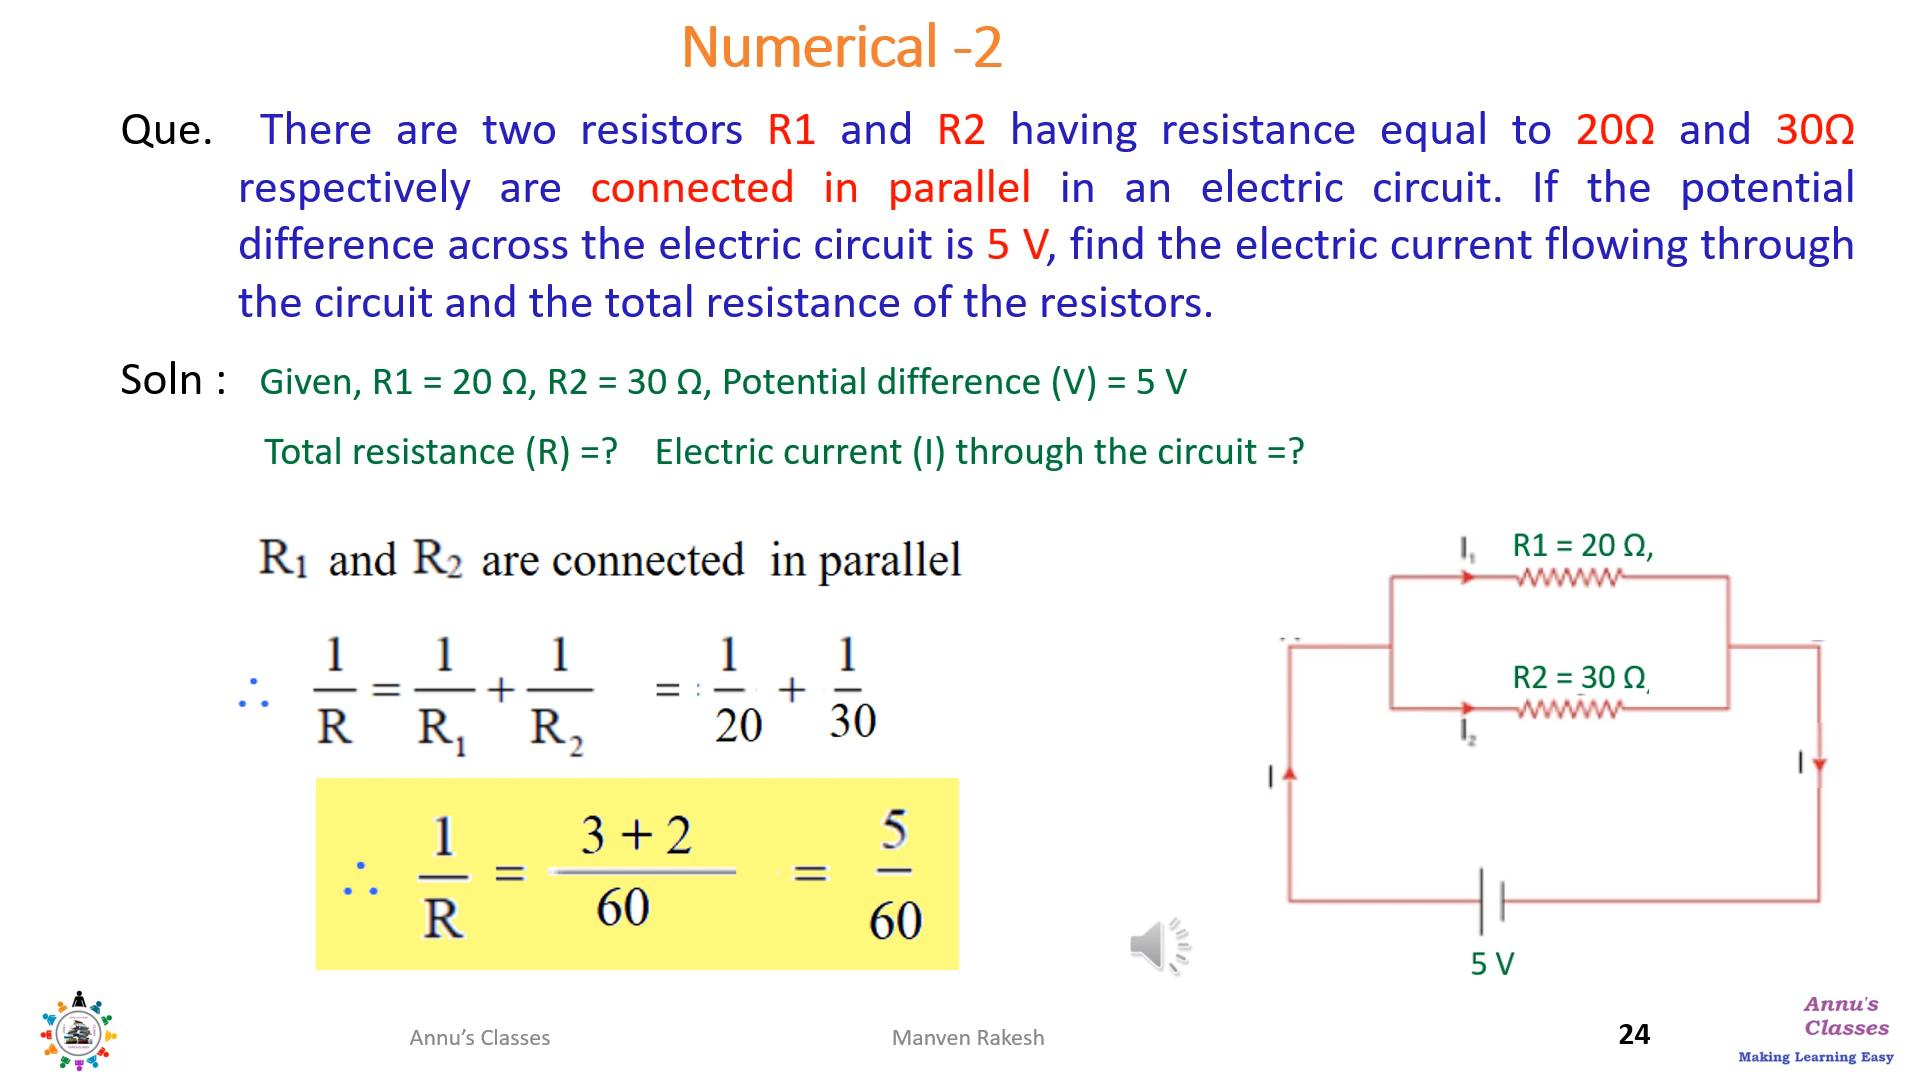 Numerical -2
Que. There are two resistors R1 and R2 having resistance equal to 20Ω and 30Ω
respectively are connected in parallel in an electric circuit. If the potential
difference across the electric circuit is 5 V, find the electric current flowing through
the circuit and the total resistance of the resistors.
Soln : Given, R1 = 20 Ω, R2 = 30 Ω, Potential difference (V) = 5 V
Total resistance (R) =? Electric current (I) through the circuit =?
R₁ and R₂ are connected in parallel
∴ 1/R = 1/R₁ + 1/R₂ = 1/20 + 1/30
∴ 1/R = 3 + 2/60 = 5/60
I₁ R1 = 20 Ω,
R2 = 30 Ω,
I₂
I
I
5 V
Annu’s Classes
Manven Rakesh
24
Annu's
Classes
Making Learning Easy